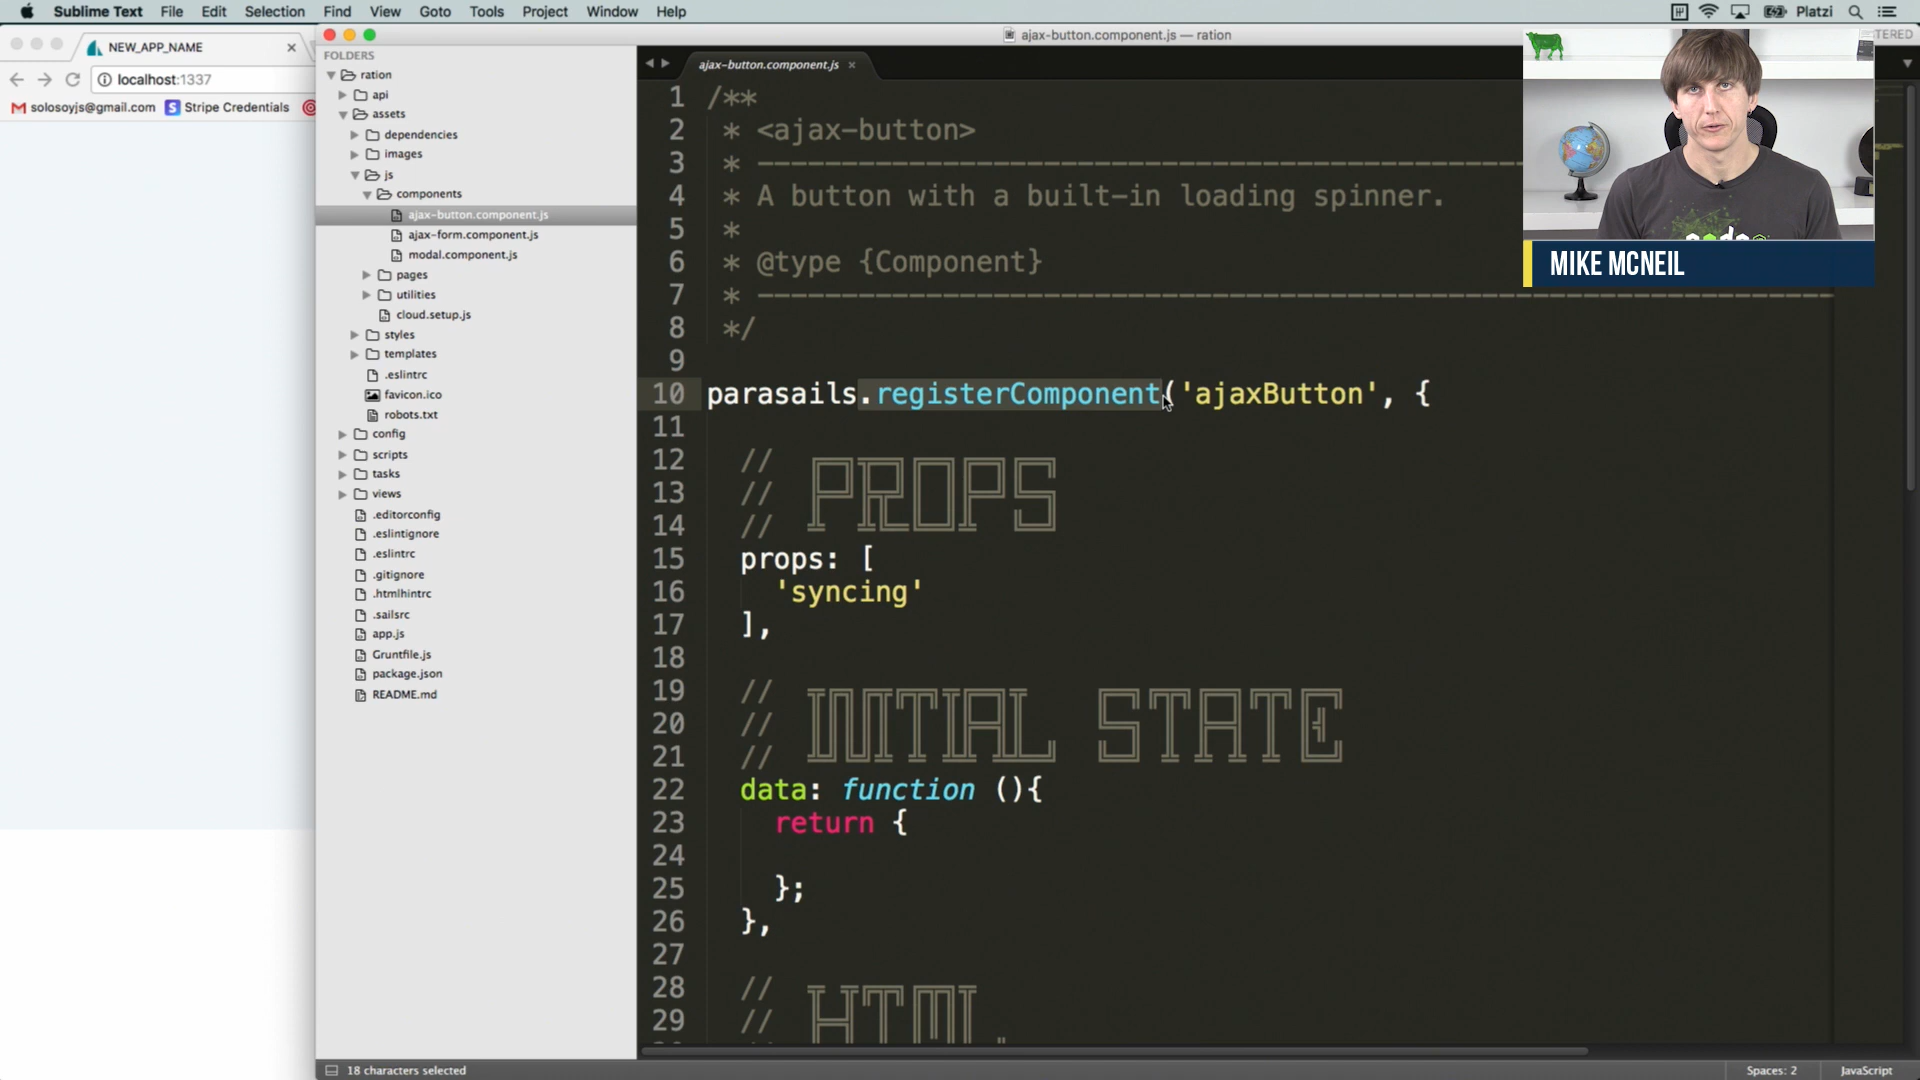 Sublime Text File Edit Selection Find View Goto Tools Project Window Help Platzi
ajax-button.component.js — ration
NEW_APP_NAME
localhost:1337
solosoyjs@gmail.com Stripe Credentials
FOLDERS
ration
api
assets
dependencies
images
js
components
ajax-button.component.js
ajax-form.component.js
modal.component.js
pages
utilities
cloud.setup.js
styles
templates
.eslintrc
favicon.ico
robots.txt
config
scripts
tasks
views
.editorconfig
.eslintignore
.eslintrc
.gitignore
.htmlhintrc
.sailsrc
app.js
Gruntfile.js
package.json
README.md
ajax-button.component.js
1 /**
2 * <ajax-button>
3 * ---------------------------------------------
4 * A button with a built-in loading spinner.
5 *
6 * @type {Component}
7 * ----------------------------------------------------------------
8 */
9
10 parasails.registerComponent('ajaxButton', {
11
12 //
13 // PROPS
14 //
15 props: [
16 'syncing'
17 ],
18
19 //
20 // INITIAL STATE
21 //
22 data: function (){
23 return {
24
25 };
26 },
27
28 //
29 // HTML
MIKE MCNEIL
18 characters selected
Spaces: 2 JavaScript